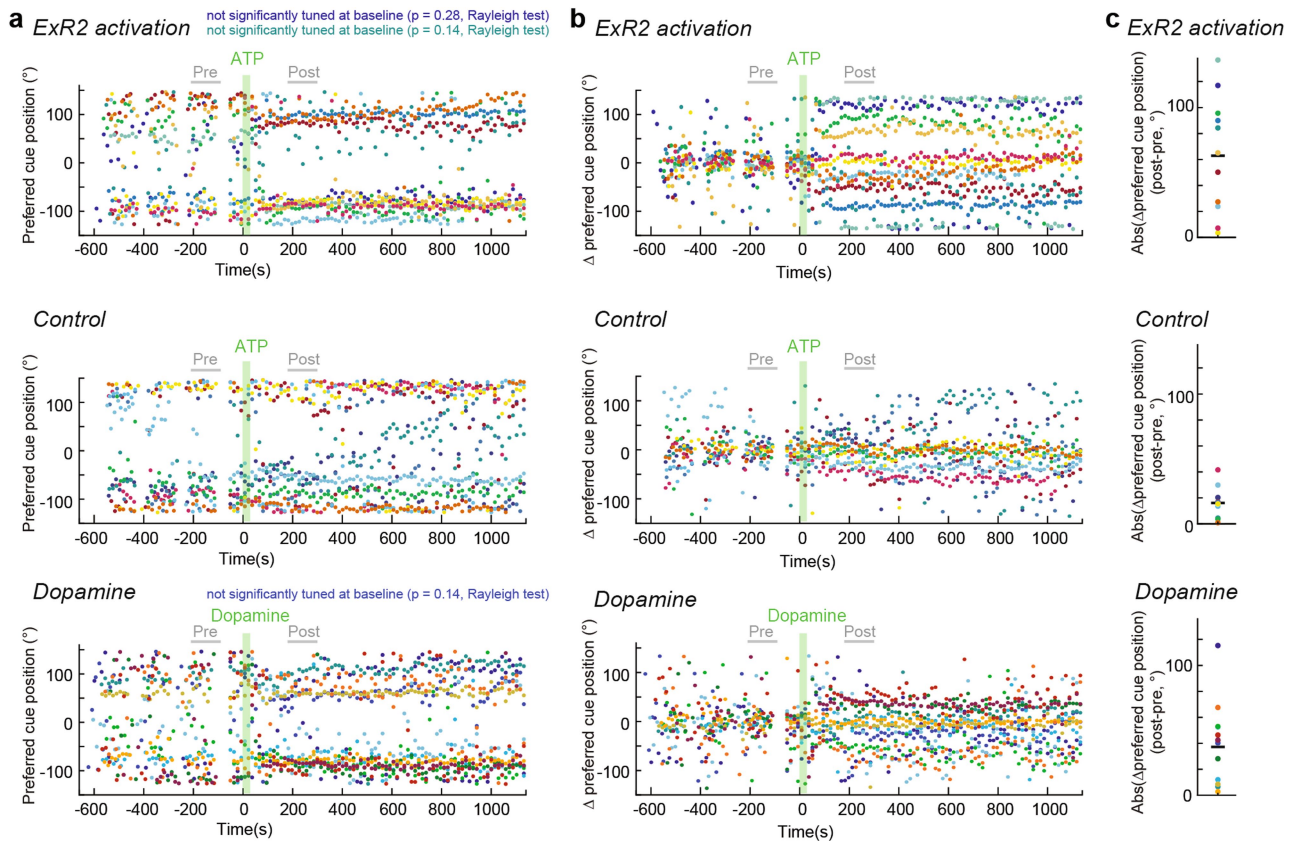 a
ExR2 activation
not significantly tuned at baseline (p = 0.28, Rayleigh test)
not significantly tuned at baseline (p = 0.14, Rayleigh test)
ATP
Pre
Post
Preferred cue position (°)
100
0
-100
-600 -400 -200 0 200 400 600 800 1000
Time(s)
Control
ATP
Pre
Post
Preferred cue position (°)
100
0
-100
-600 -400 -200 0 200 400 600 800 1000
Time(s)
Dopamine
not significantly tuned at baseline (p = 0.14, Rayleigh test)
Dopamine
Pre
Post
Preferred cue position (°)
100
0
-100
-600 -400 -200 0 200 400 600 800 1000
Time(s)
b
ExR2 activation
ATP
Pre
Post
Δ preferred cue position (°)
100
0
-100
-600 -400 -200 0 200 400 600 800 1000
Time(s)
Control
ATP
Pre
Post
Δ preferred cue position (°)
100
0
-100
-600 -400 -200 0 200 400 600 800 1000
Time(s)
Dopamine
Dopamine
Pre
Post
Δ preferred cue position (°)
100
0
-100
-600 -400 -200 0 200 400 600 800 1000
Time(s)
c
ExR2 activation
Abs(Δpreferred cue position)
(post-pre, °)
100
0
Control
Abs(Δpreferred cue position)
(post-pre, °)
100
0
Dopamine
Abs(Δpreferred cue position)
(post-pre, °)
100
0